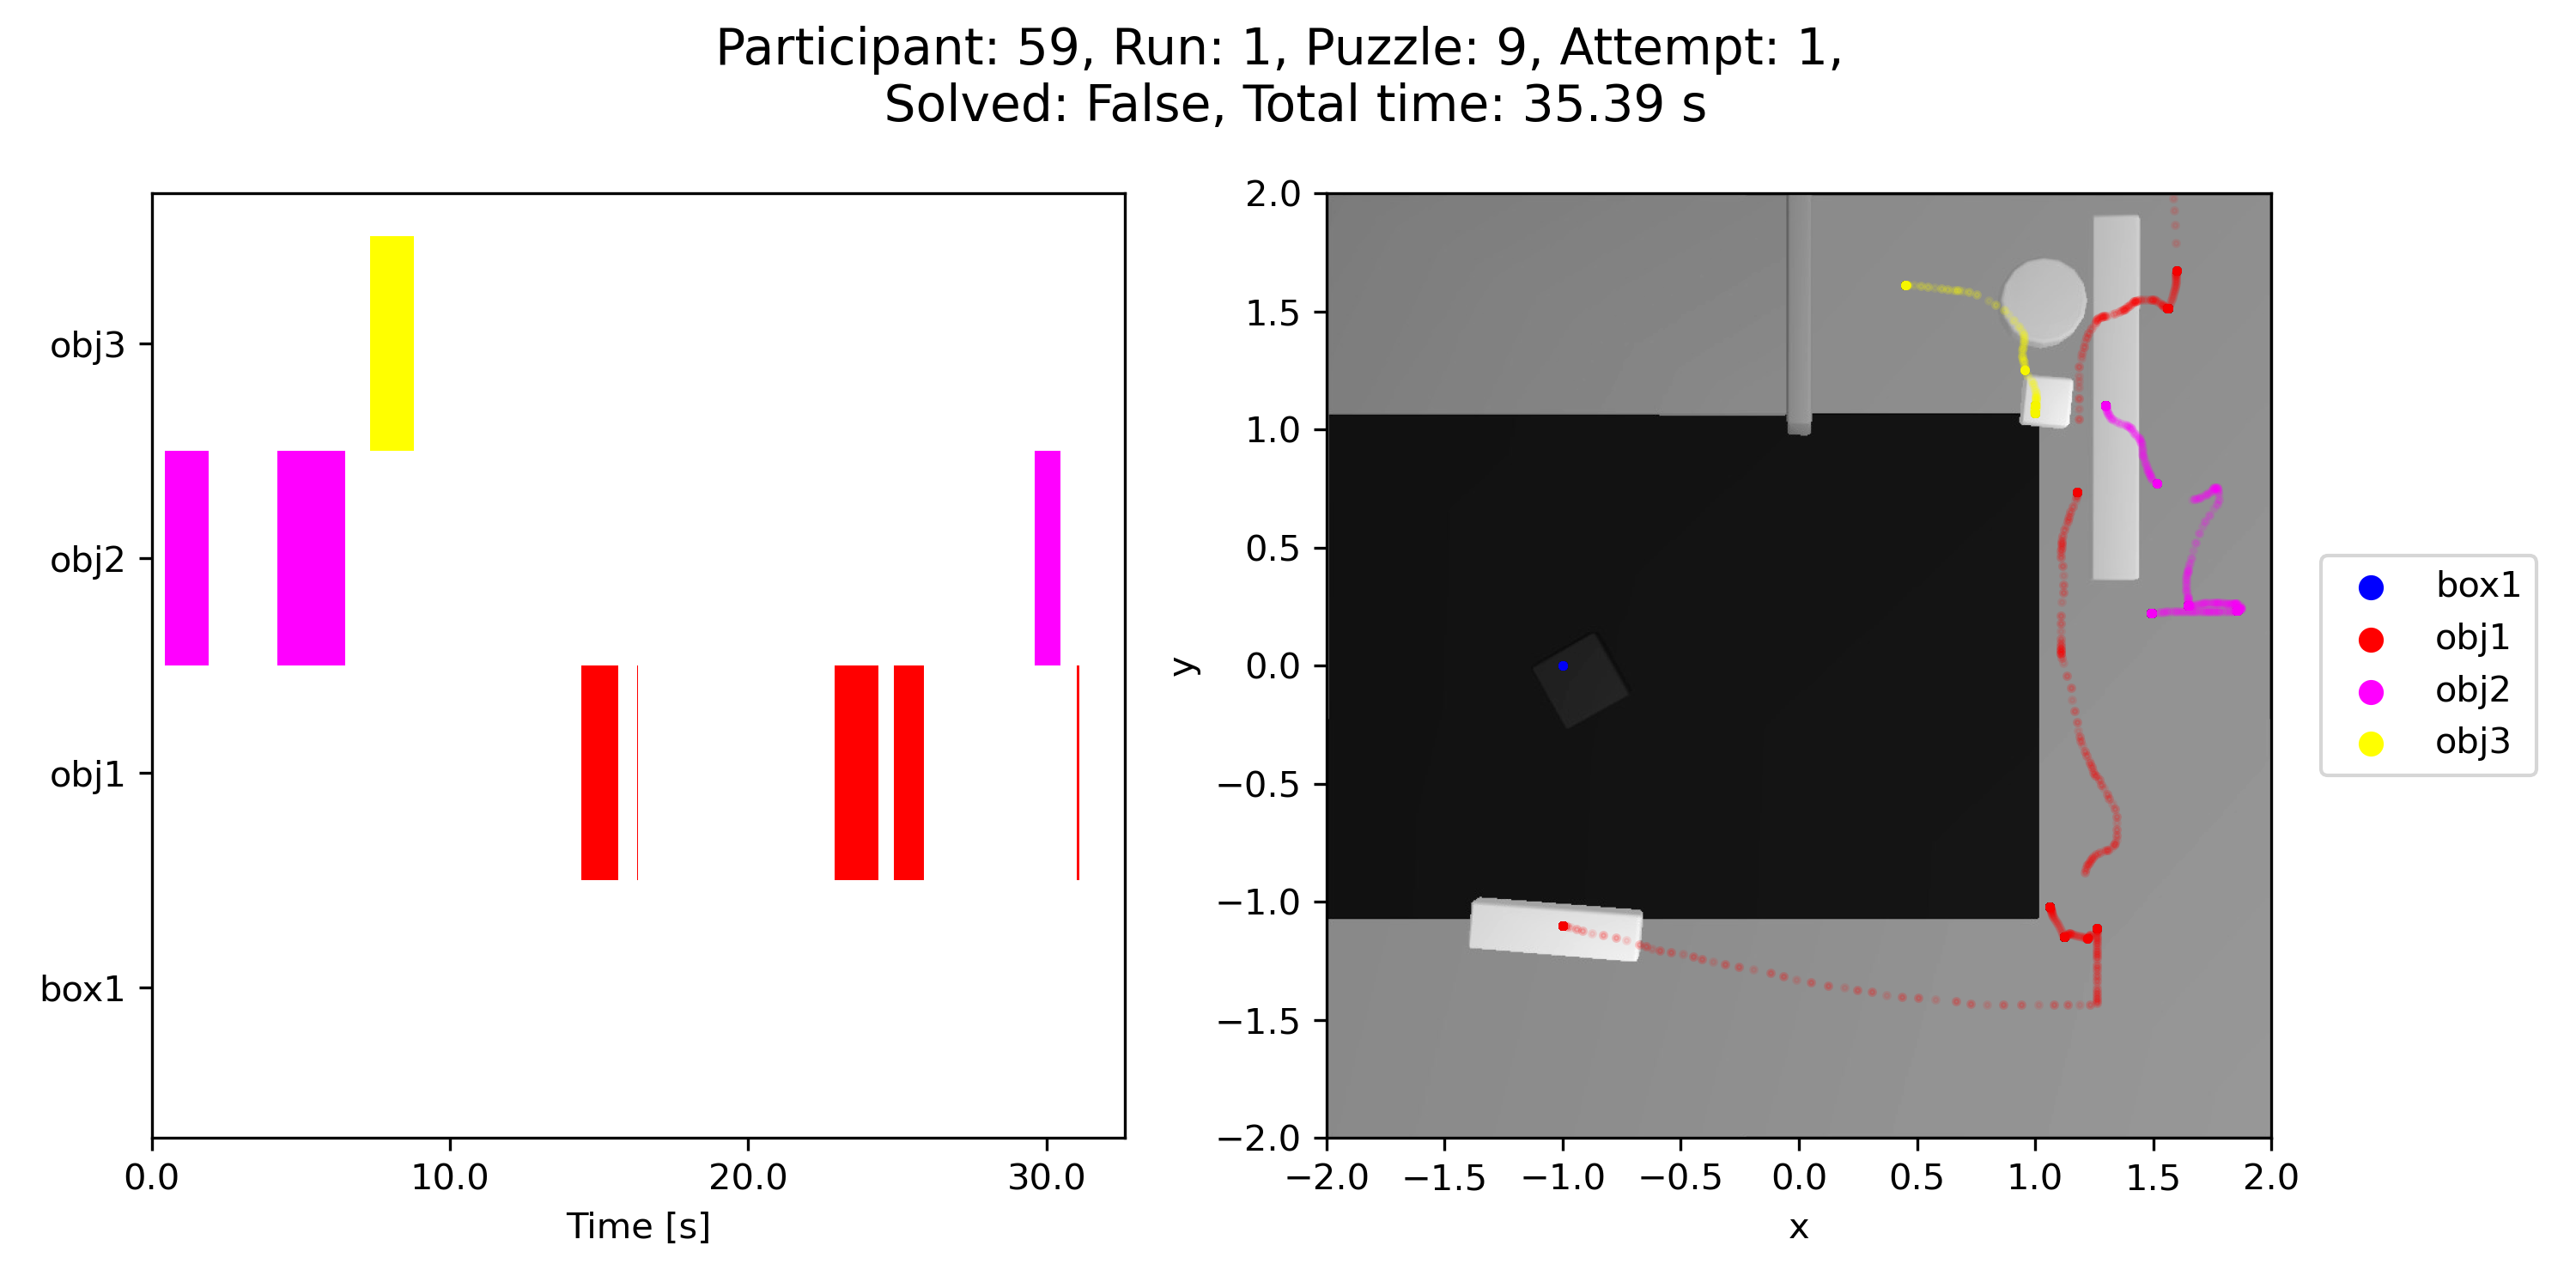 Participant: 59, Run: 1, Puzzle: 9, Attempt: 1,
Solved: False, Total time: 35.39 s
obj3
obj2
obj1
box1
0.0 10.0 20.0 30.0
Time [s]
2.0
1.5
1.0
0.5
0.0
−0.5
−1.0
−1.5
−2.0
y
−2.0 −1.5 −1.0 −0.5 0.0 0.5 1.0 1.5 2.0
x
box1
obj1
obj2
obj3